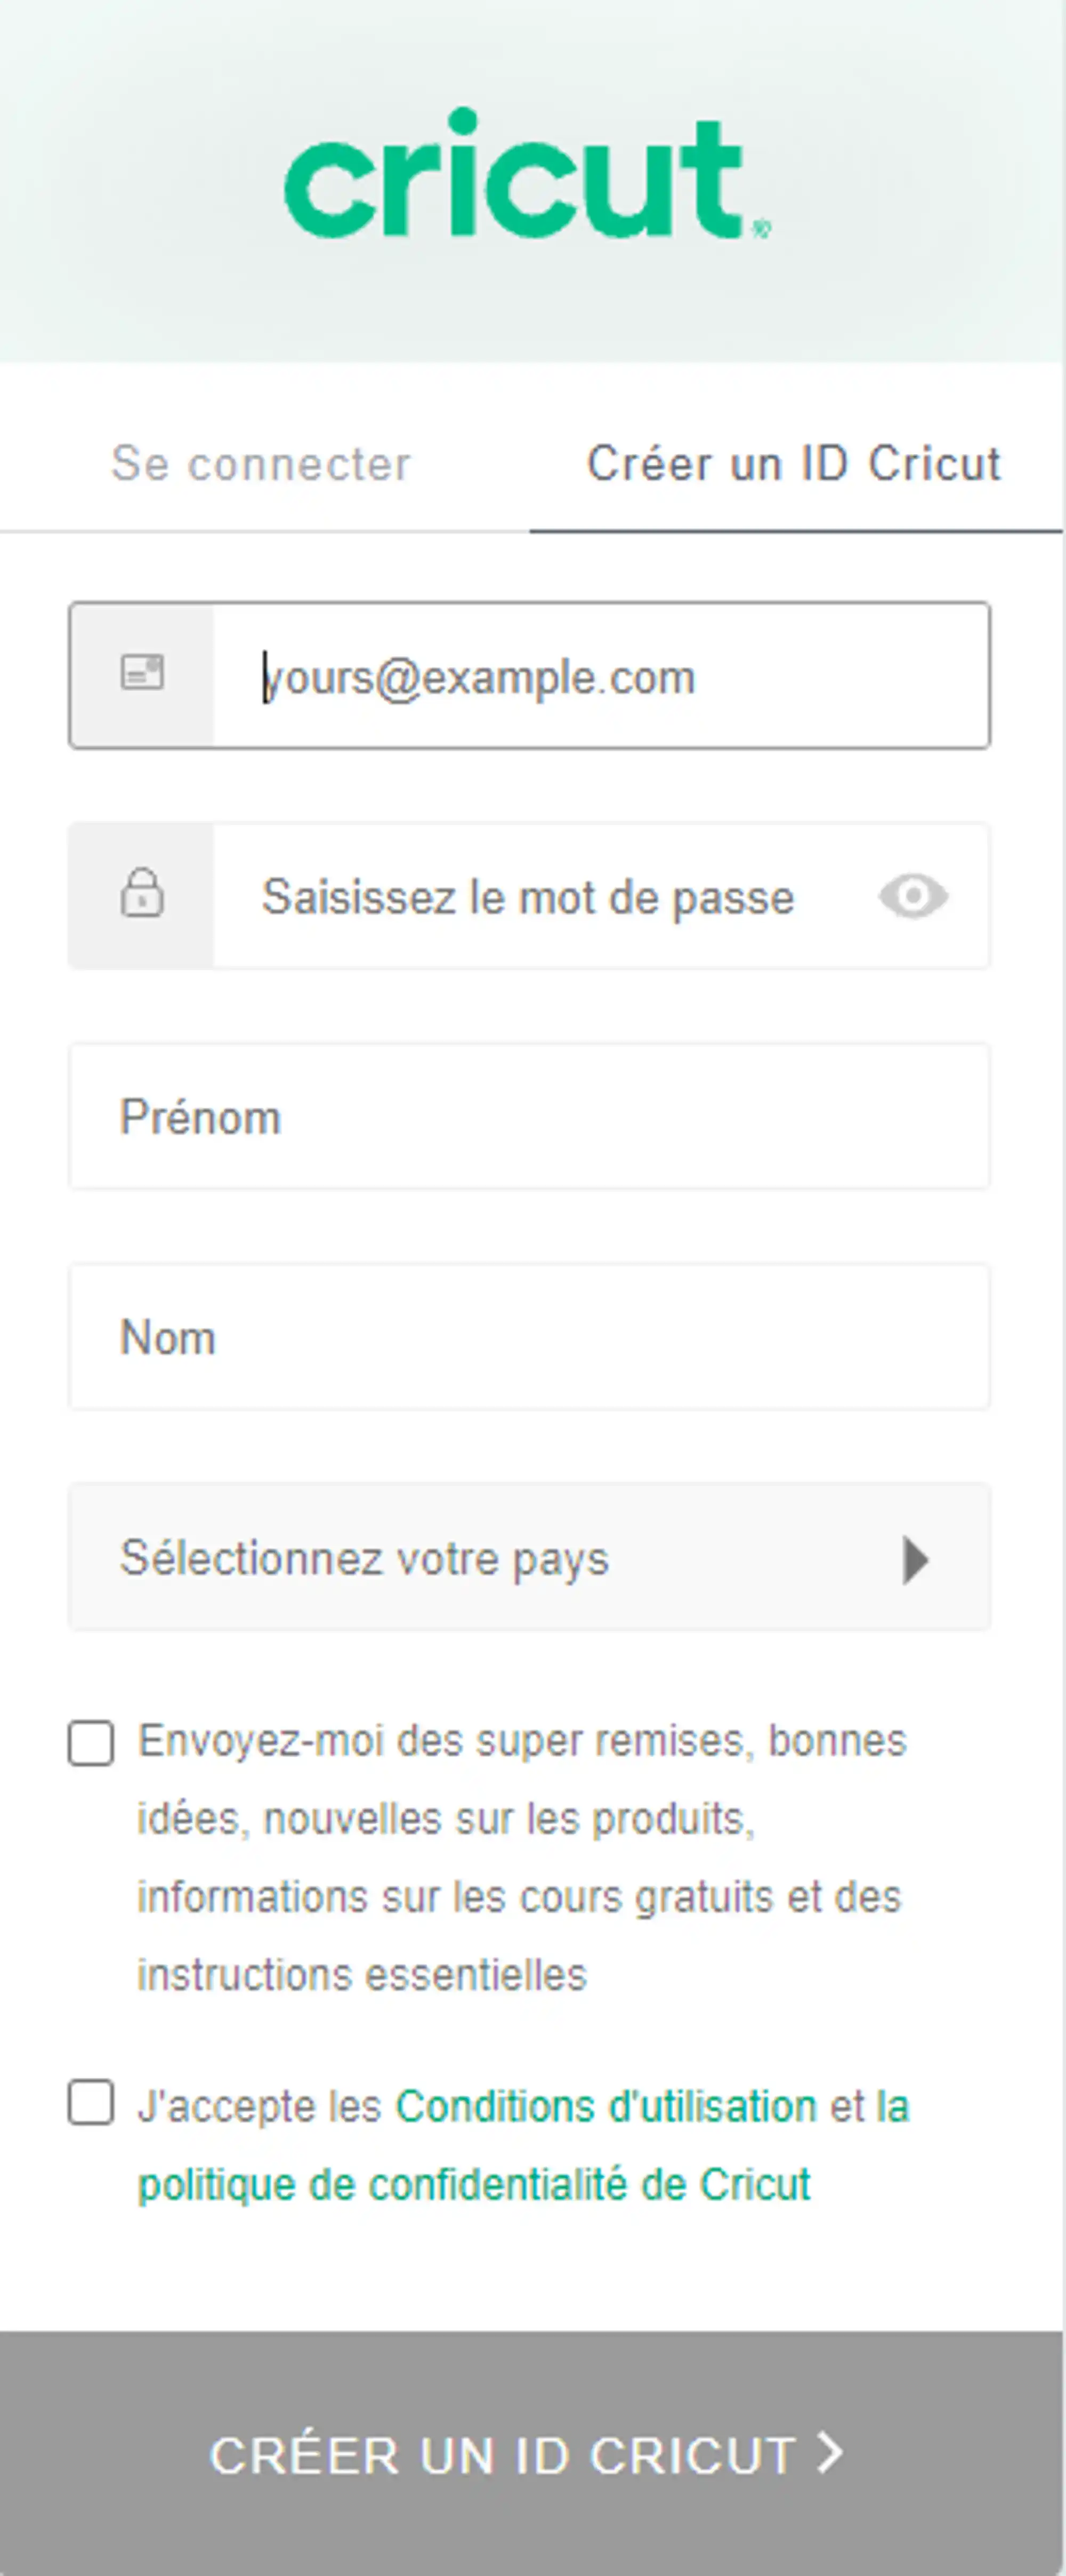 cricut®
Se connecter
Créer un ID Cricut
yours@example.com
Saisissez le mot de passe
Prénom
Nom
Sélectionnez votre pays
Envoyez-moi des super remises, bonnes
idées, nouvelles sur les produits,
informations sur les cours gratuits et des
instructions essentielles
J'accepte les Conditions d'utilisation et la
politique de confidentialité de Cricut
CRÉER UN ID CRICUT >